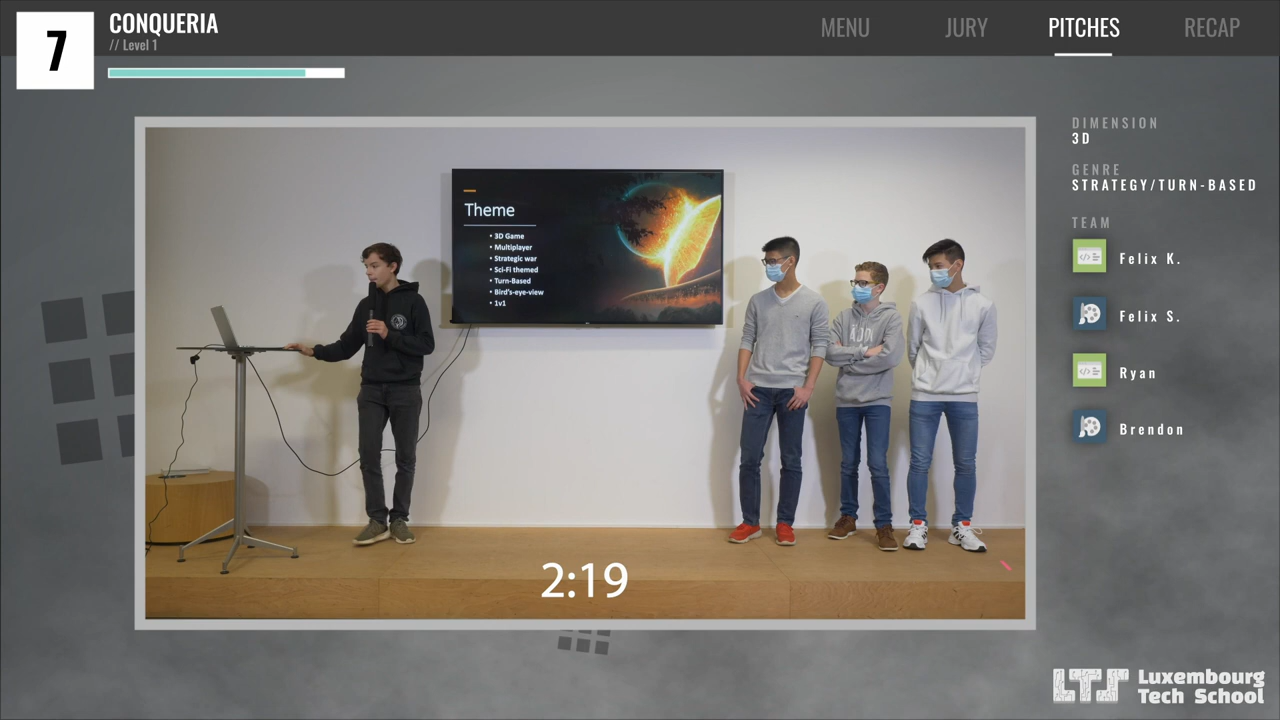 7
CONQUERIA
// Level 1
MENU
JURY
PITCHES
RECAP
DIMENSION
3D
GENRE
STRATEGY/TURN-BASED
TEAM
Felix K.
Felix S.
Ryan
Brendon
Theme
• 3D Game
• Multiplayer
• Strategic war
• Sci-Fi themed
• Turn-Based
• Bird's-eye-view
• 1v1
2:19
LTS
Luxembourg
Tech School